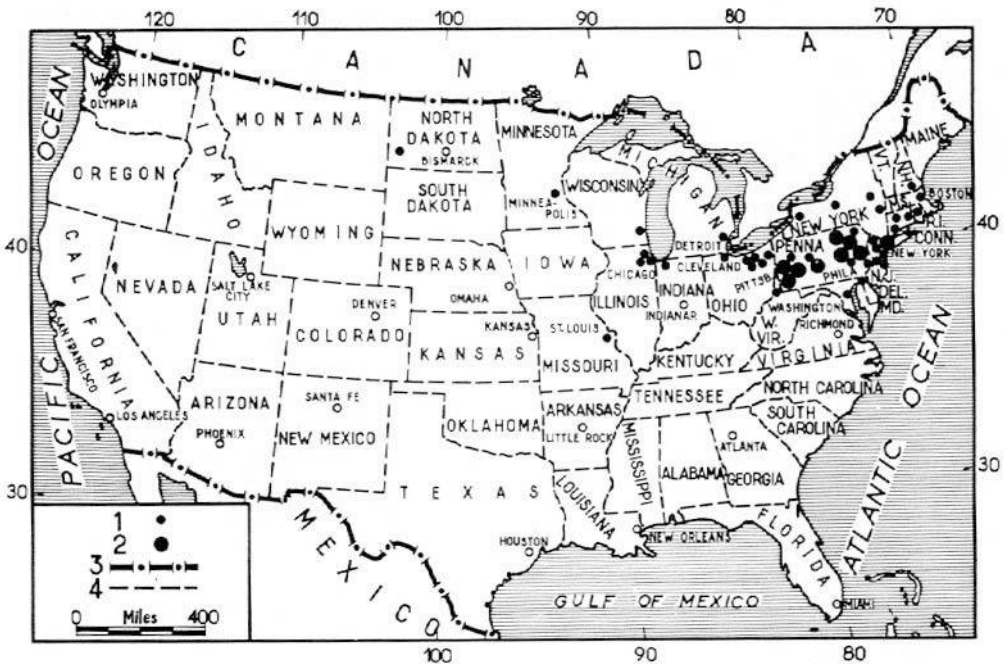 120 110 100 90 80 70
C A N A D A
WASHINGTON
OLYMPIA
MONTANA
NORTH
DAKOTA
BISMARCK
MINNESOTA
MICHIGAN
MAINE
VT.
N.H.
BOSTON
OCEAN
OREGON
IDAHO
SOUTH
DAKOTA
MINNEA-
POLIS
WISCONSIN
NEW YORK
R.I.
CONN.
NEW-YORK
40
40
WYOMING
DETROIT
PENNA
CALIFORNIA
NEVADA
SALT LAKE
CITY
UTAH
NEBRASKA
OMAHA
IOWA
CHICAGO
CLEVELAND
PITTSB.
PHILA
N.J.
DEL.
MD.
DENVER
COLORADO
ILLINOIS
INDIANA
INDIANAP.
OHIO
WASHINGTON
W.
VIR.
RICHMOND
SAN FRANCISCO
KANSAS
KANSAS
ST.LOUIS
MISSOURI
KENTUCKY
VIRGINIA
PACIFIC
LOS ANGELES
ARIZONA
PHOENIX
SANTA FE
NEW MEXICO
OKLAHOMA
ARKANSAS
LITTLE ROCK
TENNESSEE
NORTH CAROLINA
SOUTH
CAROLINA
ATLANTA
MISSISSIPPI
ALABAMA
GEORGIA
ATLANTIC OCEAN
30
30
TEXAS
LOUISIANA
HOUSTON
NEW ORLEANS
FLORIDA
MIAMI
MEXICO
GULF OF MEXICO
1
2
3
4
0 Miles 400
100 90 80